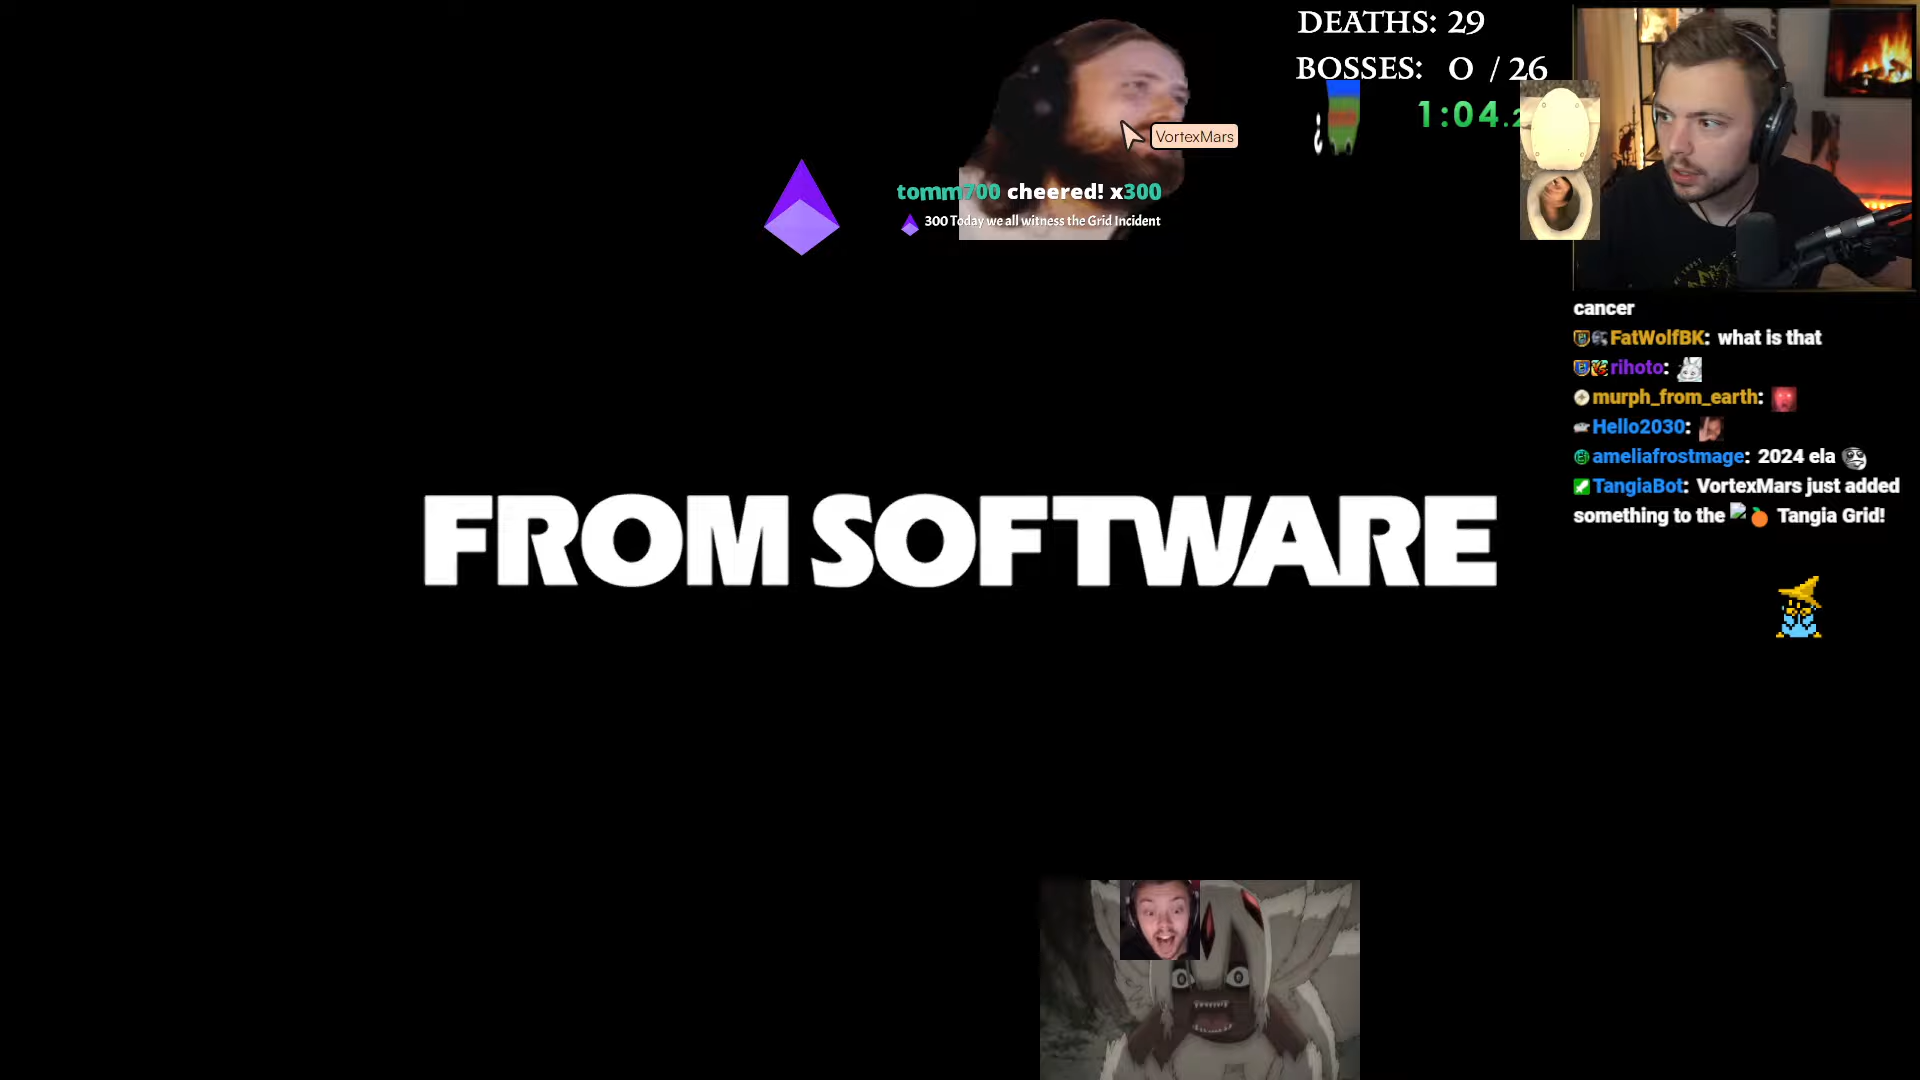 DEATHS: 29
BOSSES: 0 / 26
1:04.2
VortexMars
tomm700 cheered! x300
300 Today we all witness the Grid Incident
FROM SOFTWARE
cancer
FatWolfBK: what is that
rihoto:
murph_from_earth:
Hello2030:
ameliafrostmage: 2024 ela
TangiaBot: VortexMars just added
something to the Tangia Grid!